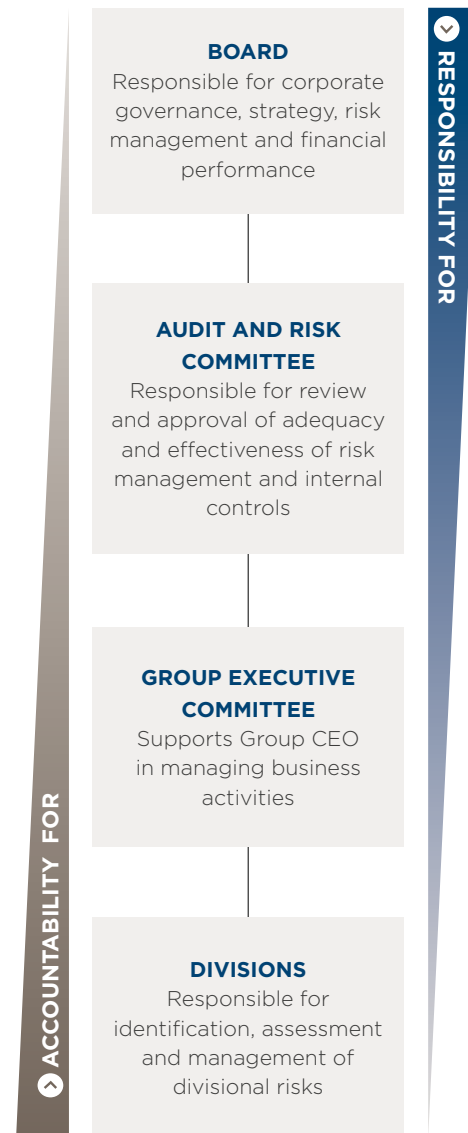 BOARD
Responsible for corporate
governance, strategy, risk
management and financial
performance
RESPONSIBILITY FOR
AUDIT AND RISK
COMMITTEE
Responsible for review
and approval of adequacy
and effectiveness of risk
management and internal
controls
GROUP EXECUTIVE
COMMITTEE
Supports Group CEO
in managing business
activities
ACCOUNTABILITY FOR
DIVISIONS
Responsible for
identification, assessment
and management of
divisional risks